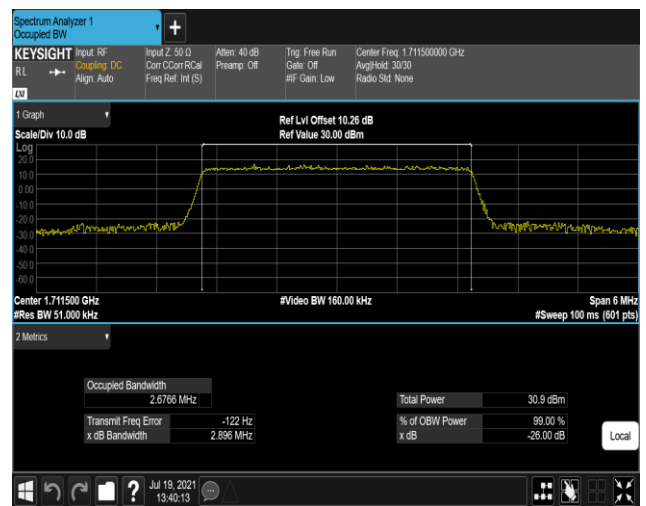 Spectrum Analyzer 1
Occupied BW
+
KEYSIGHT Input: RF Input Z: 50 Ω Atten: 40 dB Trig: Free Run Center Freq: 1.711500000 GHz
RL Coupling: DC Corr CCorr RCal Preamp: Off Gate: Off Avg|Hold: 30/30
Align: Auto Freq Ref: Int (S) #IF Gain: Low Radio Std: None
LXI
1 Graph
Ref Lvl Offset 10.26 dB
Scale/Div 10.0 dB Ref Value 30.00 dBm
Log
20.0
10.0
0.00
-10.0
-20.0
-30.0
-40.0
-50.0
-60.0
Center 1.711500 GHz #Video BW 160.00 kHz Span 6 MHz
#Res BW 51.000 kHz #Sweep 100 ms (601 pts)
2 Metrics
Occupied Bandwidth
2.6766 MHz Total Power 30.9 dBm
Transmit Freq Error -122 Hz % of OBW Power 99.00 %
x dB Bandwidth 2.896 MHz x dB -26.00 dB
Local
? Jul 19, 2021
13:40:13